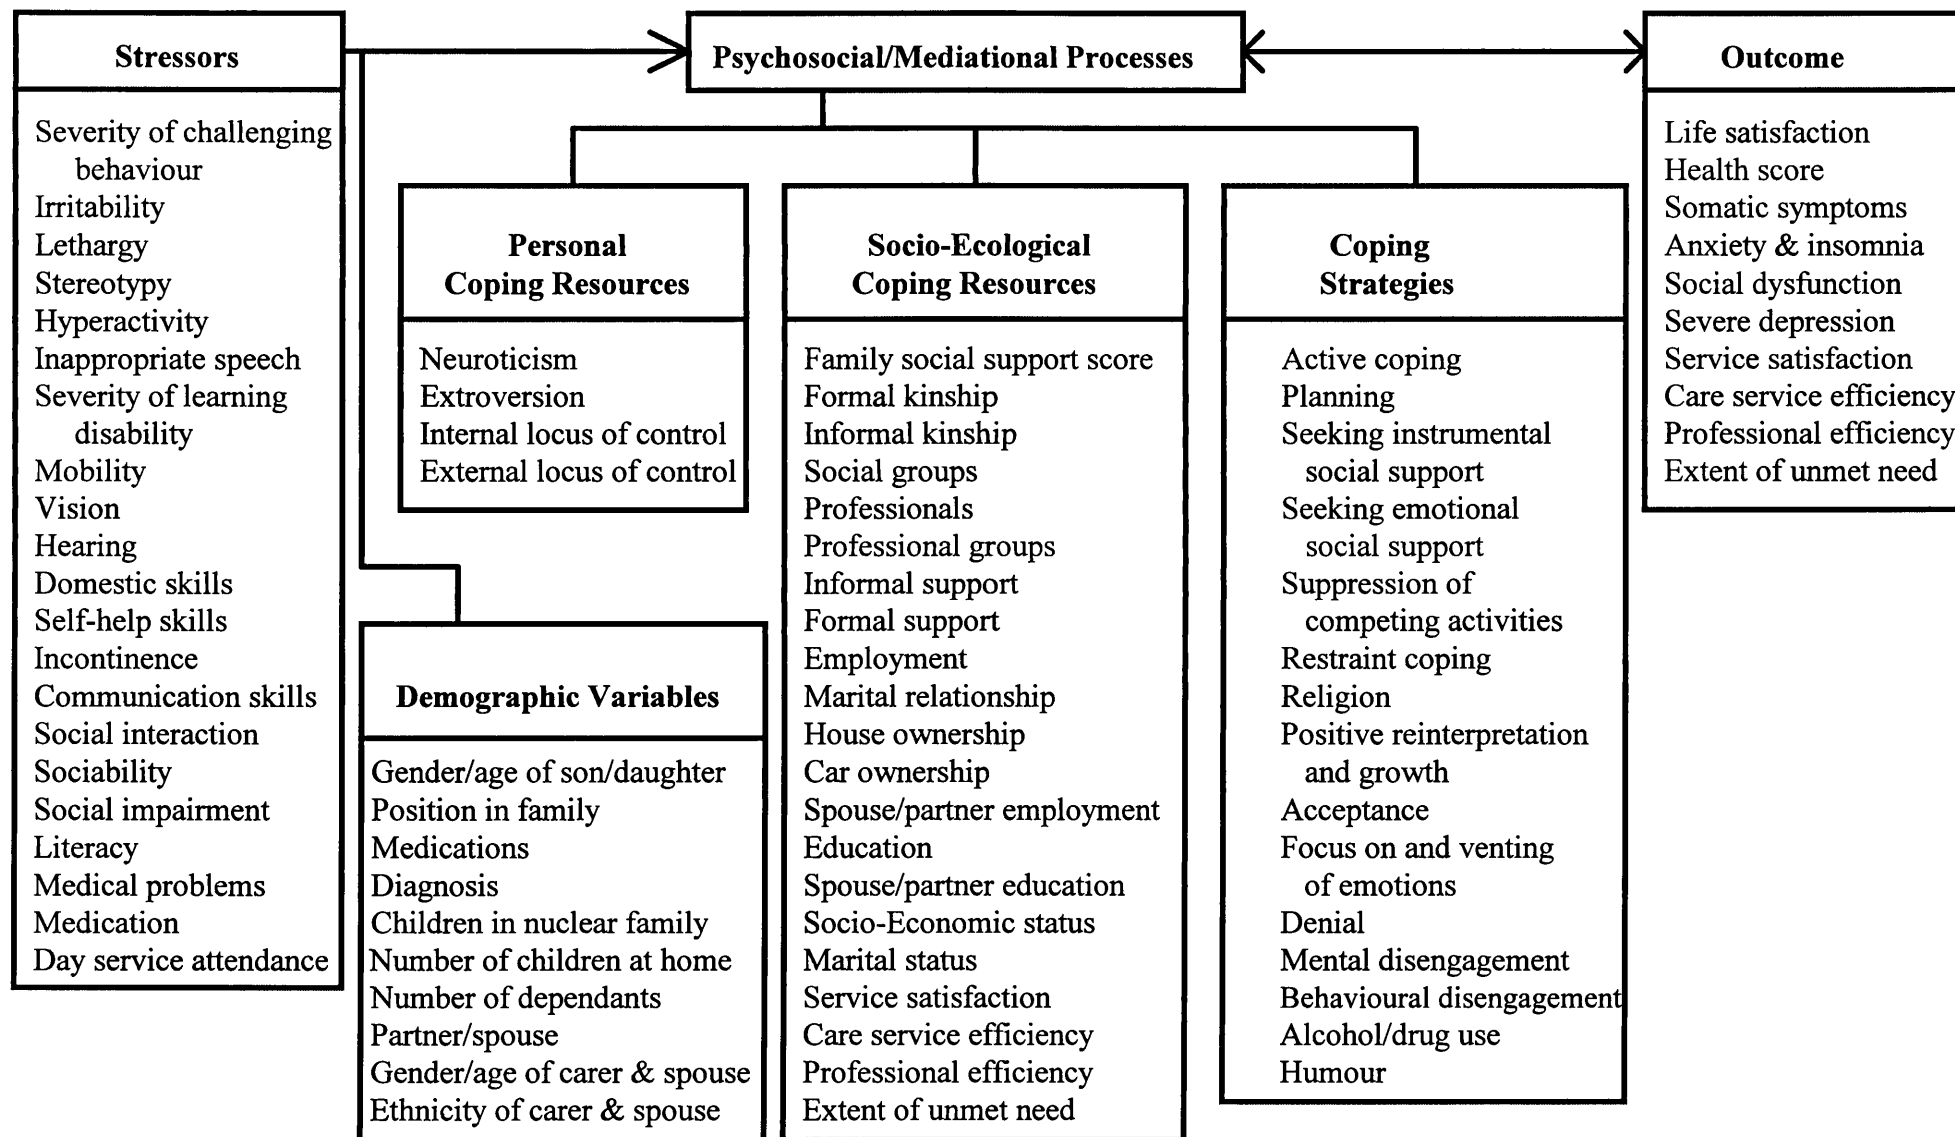 Stressors
Severity of challenging
behaviour
Irritability
Lethargy
Stereotypy
Hyperactivity
Inappropriate speech
Severity of learning
disability
Mobility
Vision
Hearing
Domestic skills
Self-help skills
Incontinence
Communication skills
Social interaction
Sociability
Social impairment
Literacy
Medical problems
Medication
Day service attendance
Psychosocial/Mediational Processes
Personal
Coping Resources
Neuroticism
Extroversion
Internal locus of control
External locus of control
Demographic Variables
Gender/age of son/daughter
Position in family
Medications
Diagnosis
Children in nuclear family
Number of children at home
Number of dependants
Partner/spouse
Gender/age of carer & spouse
Ethnicity of carer & spouse
Socio-Ecological
Coping Resources
Family social support score
Formal kinship
Informal kinship
Social groups
Professionals
Professional groups
Informal support
Formal support
Employment
Marital relationship
House ownership
Car ownership
Spouse/partner employment
Education
Spouse/partner education
Socio-Economic status
Marital status
Service satisfaction
Care service efficiency
Professional efficiency
Extent of unmet need
Coping
Strategies
Active coping
Planning
Seeking instrumental
social support
Seeking emotional
social support
Suppression of
competing activities
Restraint coping
Religion
Positive reinterpretation
and growth
Acceptance
Focus on and venting
of emotions
Denial
Mental disengagement
Behavioural disengagement
Alcohol/drug use
Humour
Outcome
Life satisfaction
Health score
Somatic symptoms
Anxiety & insomnia
Social dysfunction
Severe depression
Service satisfaction
Care service efficiency
Professional efficiency
Extent of unmet need